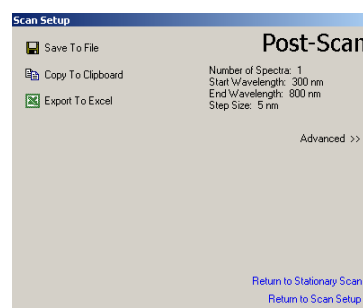 Scan Setup
Post-Scan
Save To File
Copy To Clipboard
Export To Excel
Number of Spectra: 1
Start Wavelength: 300 nm
End Wavelength: 800 nm
Step Size: 5 nm
Advanced >>
Return to Stationary Scan
Return to Scan Setup